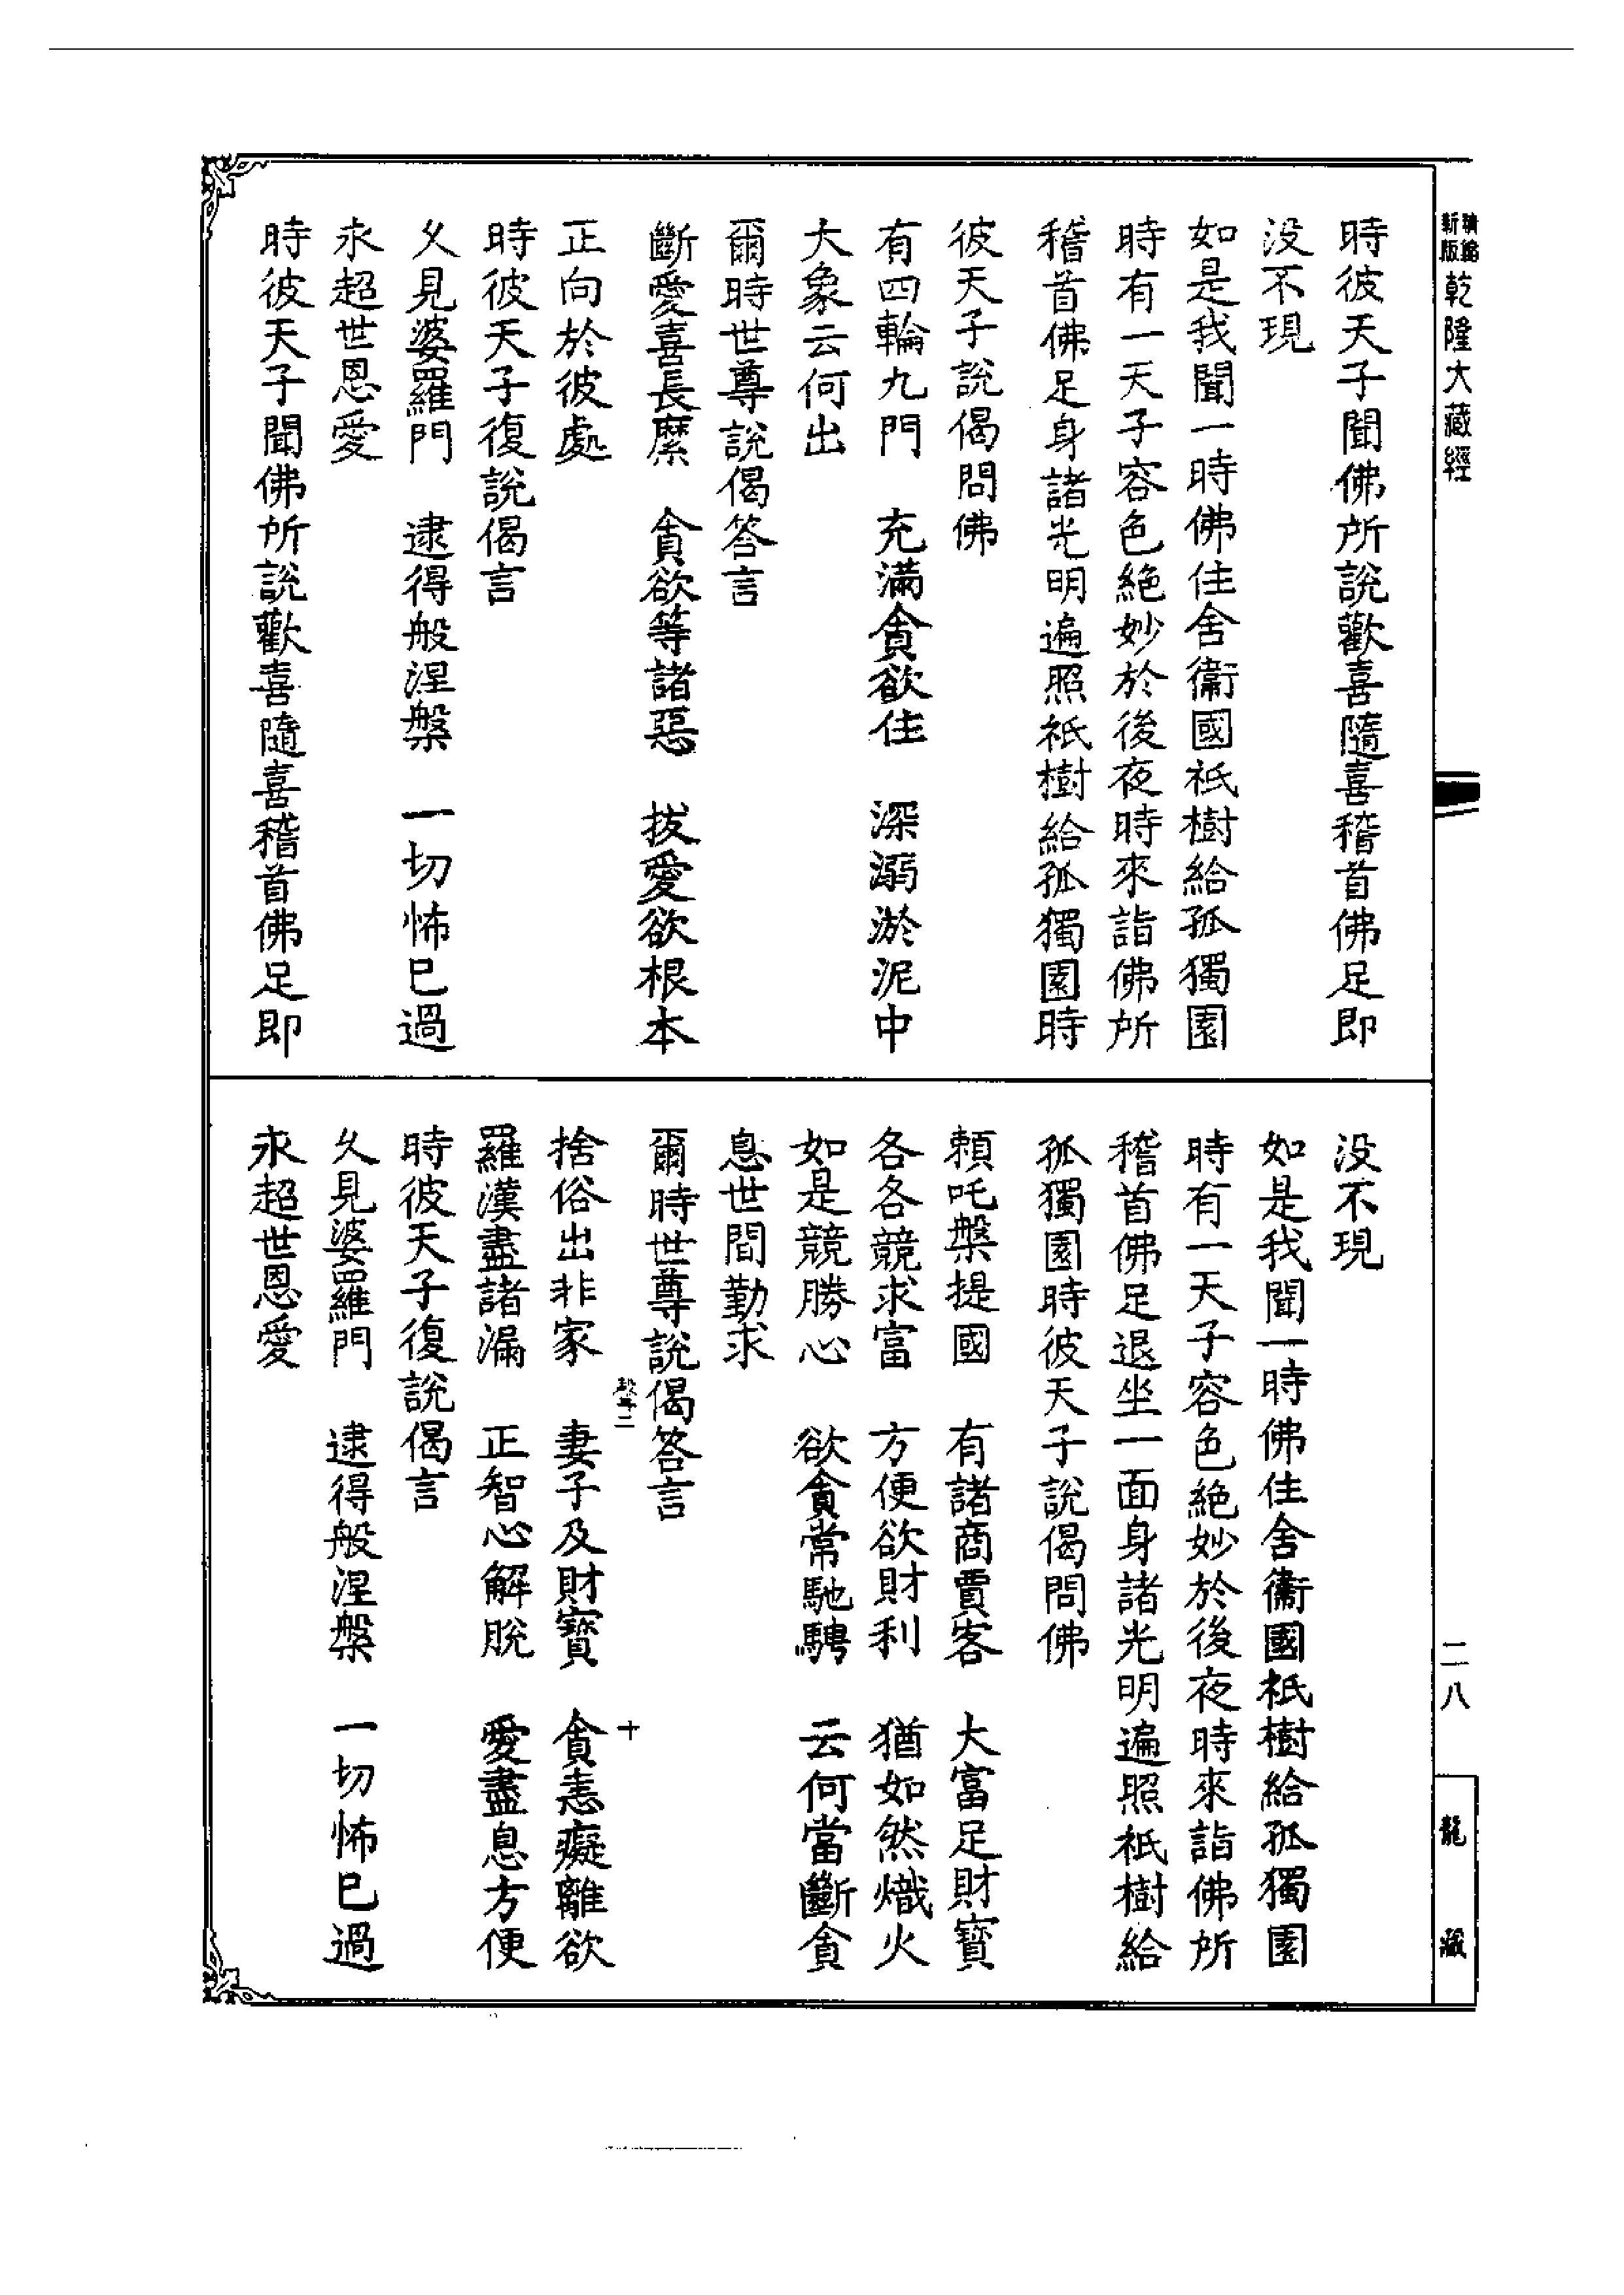 精縮新版 乾隆大藏經
時彼天子聞佛所說歡喜隨喜稽首佛足即
没不現
如是我聞一時佛住舍衞國祇樹給孤獨園
時有一天子容色絕妙於後夜時來詣佛所
稽首佛足身諸光明遍照祇樹給孤獨園時
彼天子說偈問佛
有四輪九門　充滿貪欲住　深溺淤泥中
大象云何出
爾時世尊說偈答言
斷愛喜長縻　貪欲等諸惡　拔愛欲根本
正向於彼處
時彼天子復說偈言
久見婆羅門　逮得般涅槃　一切怖已過
永超世恩愛
時彼天子聞佛所說歡喜隨喜稽首佛足即
没不現
如是我聞一時佛住舍衞國祇樹給孤獨園
時有一天子容色絕妙於後夜時來詣佛所
稽首佛足退坐一面身諸光明遍照祇樹給
孤獨園時彼天子說偈問佛
賴吒槃提國　有諸商賈客　大富足財寶
各各競求富　方便欲財利　猶如然熾火
如是競勝心　欲貪常馳騁　云何當斷貪
息世間勤求
爾時世尊說偈答言
捨俗出非家　妻子及財寶　貪恚癡離欲
羅漢盡諸漏　正智心解脫　愛盡息方便
時彼天子復說偈言
久見婆羅門　逮得般涅槃　一切怖已過
永超世恩愛
二八
龍藏
十